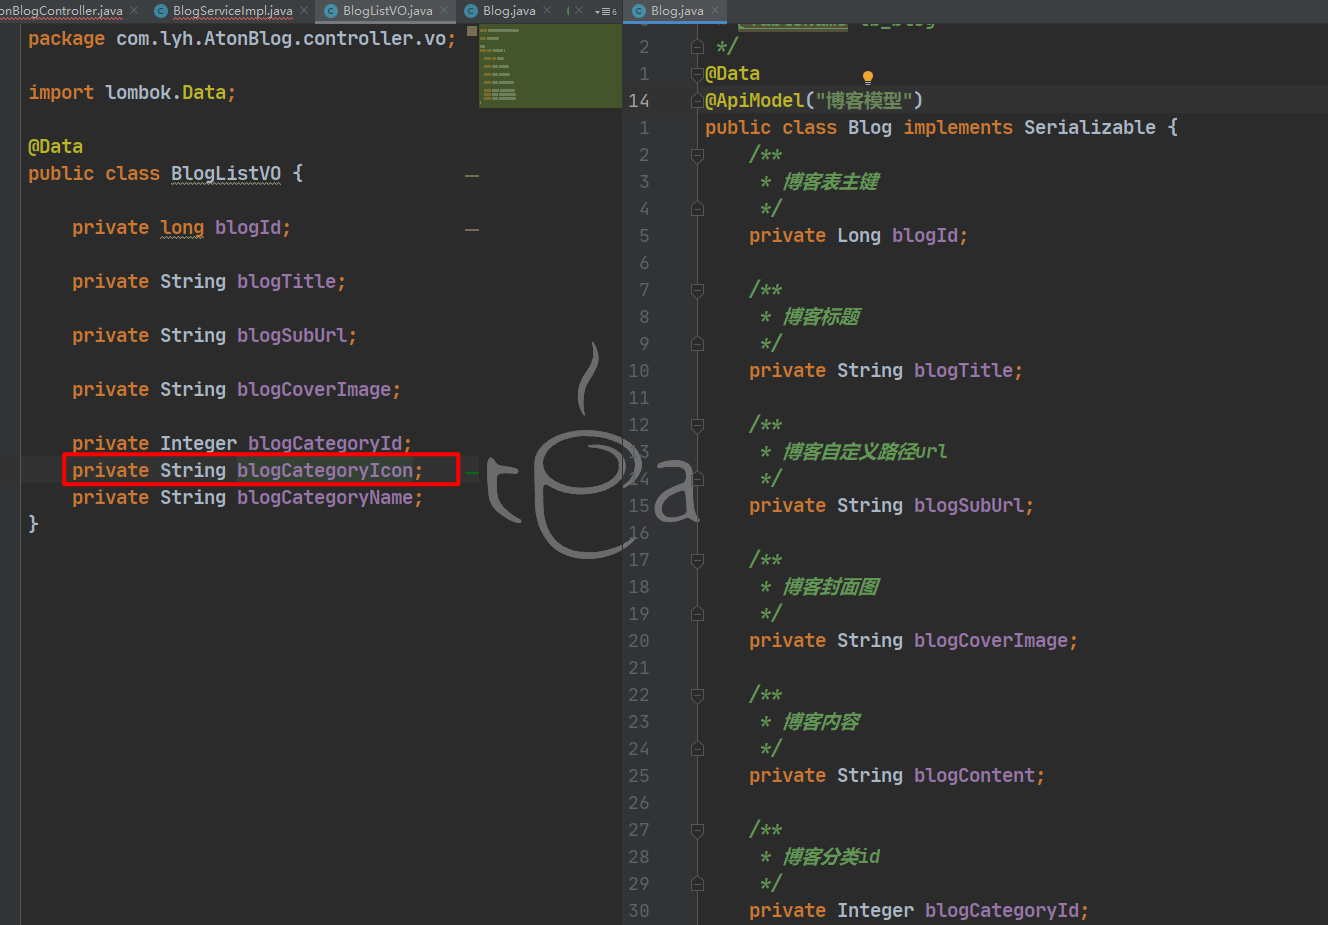 onBlogController.java BlogServiceImpl.java BlogListVO.java Blog.java 6 Blog.java
package com.lyh.AtonBlog.controller.vo;
import lombok.Data;
@Data
public class BlogListVO {
private long blogId;
private String blogTitle;
private String blogSubUrl;
private String blogCoverImage;
private Integer blogCategoryId;
private String blogCategoryIcon;
private String blogCategoryName;
}
2 */
1 @Data
14 @ApiModel("博客模型")
1 public class Blog implements Serializable {
2 /**
3 * 博客表主键
4 */
5 private Long blogId;
6
7 /**
8 * 博客标题
9 */
10 private String blogTitle;
11
12 /**
13 * 博客自定义路径url
14 */
15 private String blogSubUrl;
16
17 /**
18 * 博客封面图
19 */
20 private String blogCoverImage;
21
22 /**
23 * 博客内容
24 */
25 private String blogContent;
26
27 /**
28 * 博客分类id
29 */
30 private Integer blogCategoryId;